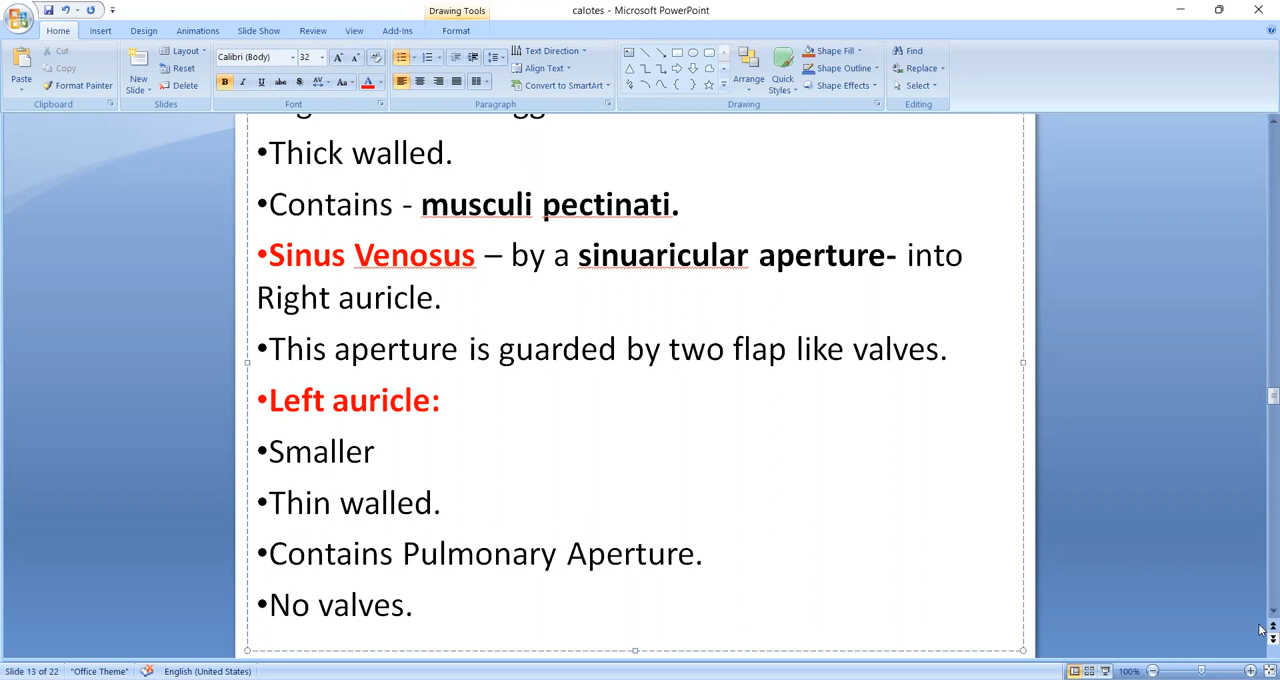 Drawing Tools
calotes - Microsoft PowerPoint
Home Insert Design Animations Slide Show Review View Add-Ins Format
Paste
Cut
Copy
Format Painter
Clipboard
New Slide
Layout
Reset
Delete
Slides
Calibri (Body) 32
B I U abc S AV Aa A
Font
Text Direction
Align Text
Convert to SmartArt
Paragraph
Arrange
Quick Styles
Shape Fill
Shape Outline
Shape Effects
Drawing
Find
Replace
Select
Editing
•Thick walled.
•Contains - musculi pectinati.
•Sinus Venosus – by a sinuaricular aperture- into
Right auricle.
•This aperture is guarded by two flap like valves.
•Left auricle:
•Smaller
•Thin walled.
•Contains Pulmonary Aperture.
•No valves.
Slide 13 of 22 "Office Theme" English (United States) 100%